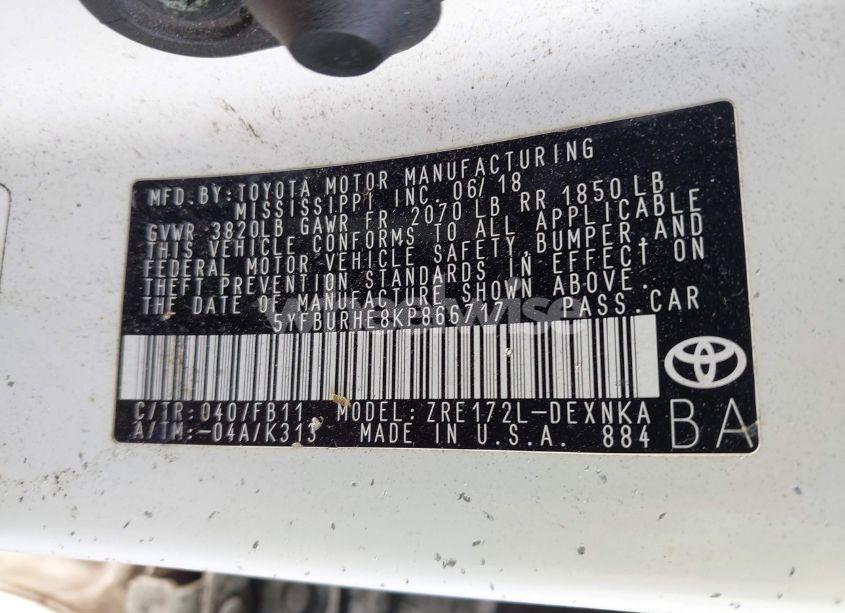 MFD.BY:TOYOTA MOTOR MANUFACTURING
MISSISSIPPI INC. 06/18
GVWR 3820LB GAWR FR 2070 LB RR 1850LB
THIS VEHICLE CONFORMS TO ALL APPLICABLE
FEDERAL MOTOR VEHICLE SAFETY,BUMPER,AND
THEFT PREVENTION STANDARDS IN EFFECT ON
THE DATE OF MANUFACTURE SHOWN ABOVE.
5YFBURHE8KP866717 PASS.CAR
C/TR:040/FB11 MODEL:ZRE172L-DEXNKA
A/TM:-04A/K313 MADE IN U.S.A. 884
BA